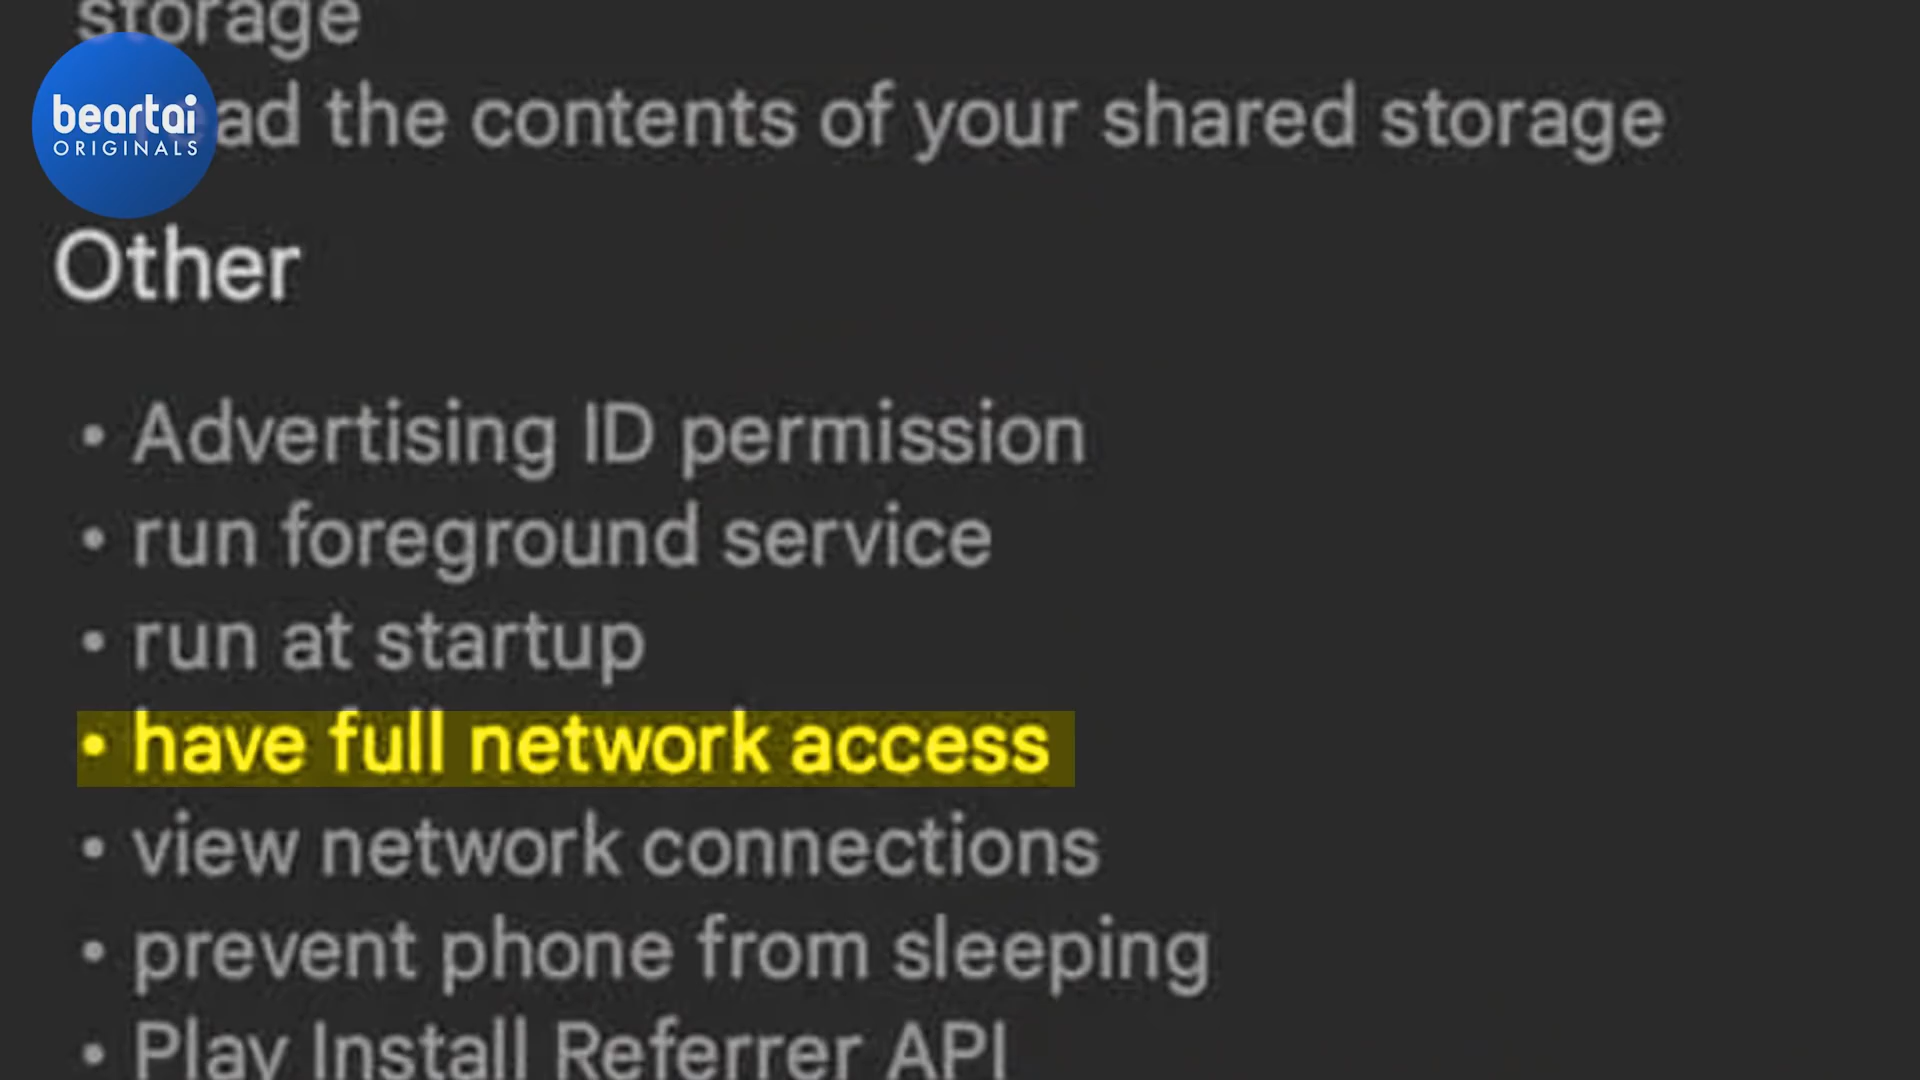 storage
beartai
ORIGINALS
ead the contents of your shared storage
Other
• Advertising ID permission
• run foreground service
• run at startup
• have full network access
• view network connections
• prevent phone from sleeping
• Play Install Referrer API